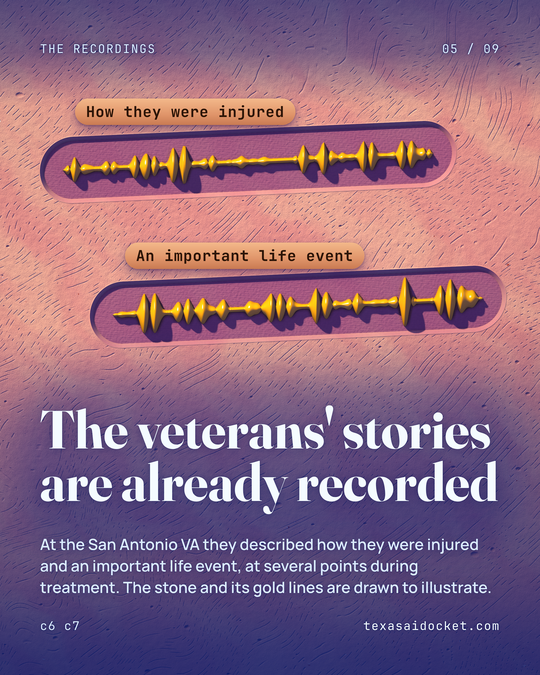 THE RECORDINGS
05 / 09
How they were injured
An important life event
The veterans' stories
are already recorded
At the San Antonio VA they described how they were injured
and an important life event, at several points during
treatment. The stone and its gold lines are drawn to illustrate.
c6 c7
texasaidocket.com